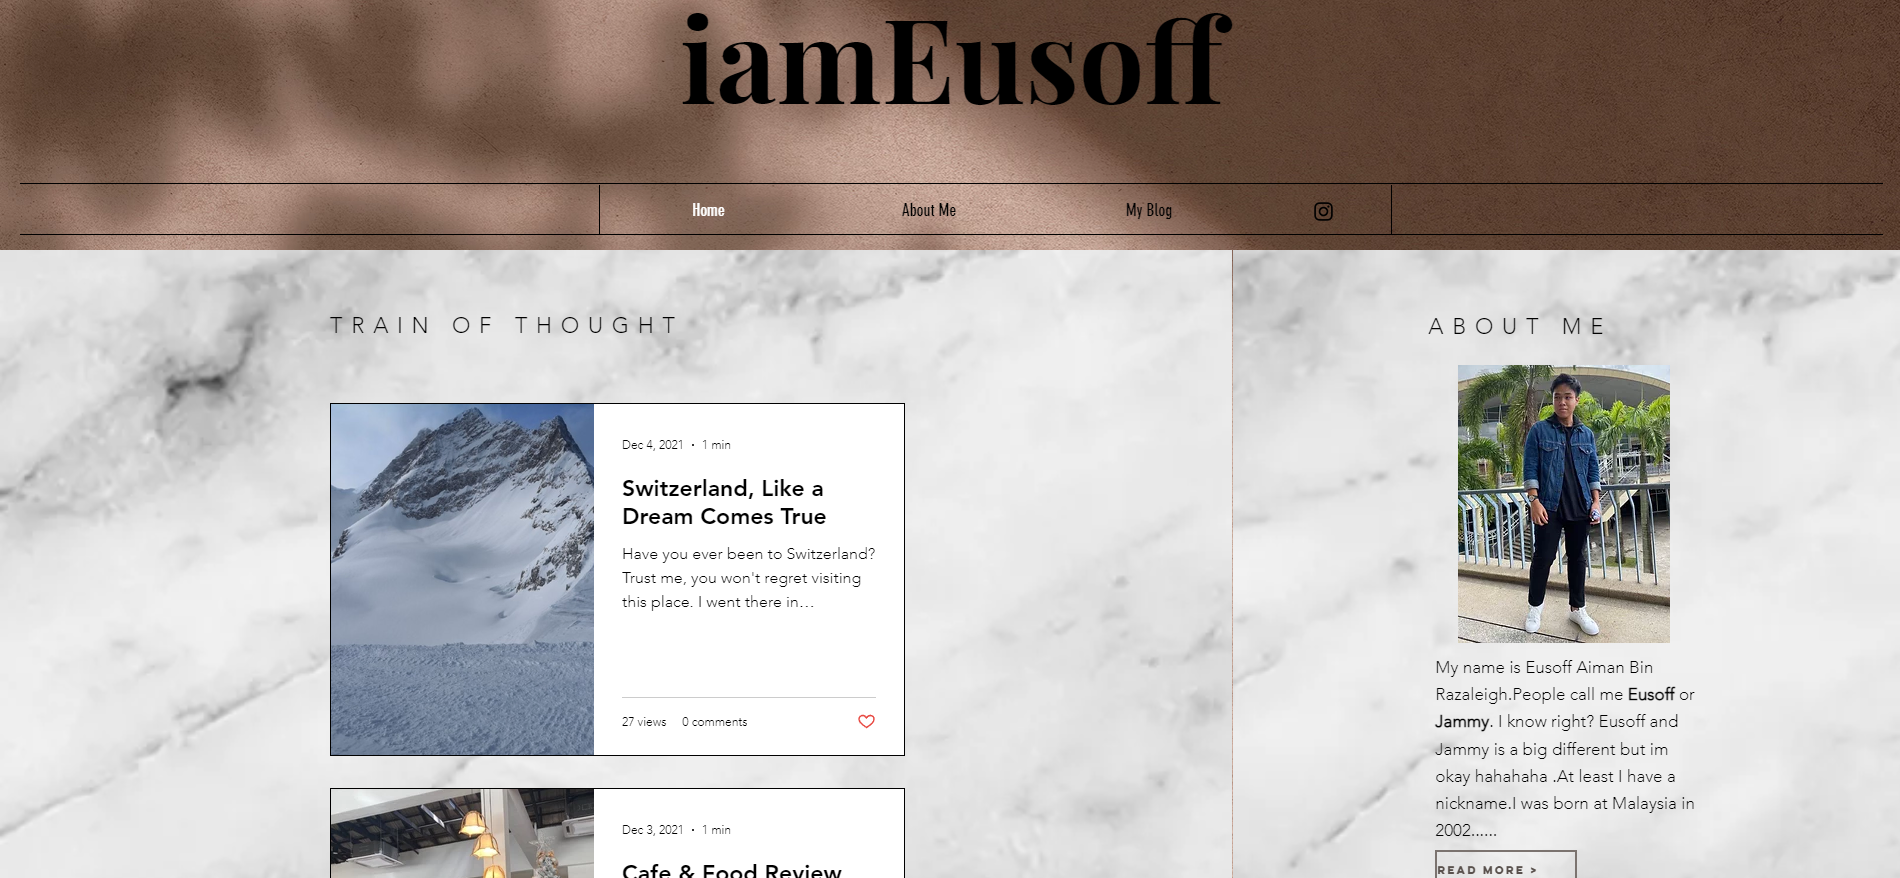 iamEusoff
Home
About Me
My Blog
TRAIN OF THOUGHT
Dec 4, 2021 · 1 min
Switzerland, Like a
Dream Comes True
Have you ever been to Switzerland?
Trust me, you won't regret visiting
this place. I went there in…
27 views 0 comments
Dec 3, 2021 · 1 min
Cafe & Food Review
ABOUT ME
My name is Eusoff Aiman Bin
Razaleigh.People call me Eusoff or
Jammy. I know right? Eusoff and
Jammy is a big different but im
okay hahahaha .At least I have a
nickname.I was born at Malaysia in
2002......
READ MORE >